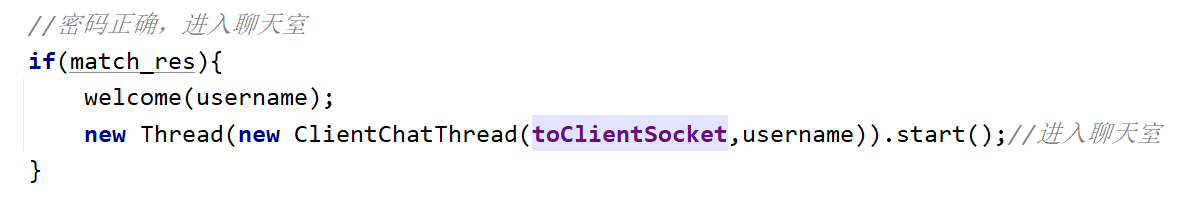 //密码正确，进入聊天室
if(match_res){
    welcome(username);
    new Thread(new ClientChatThread(toClientSocket,username)).start();//进入聊天室
}